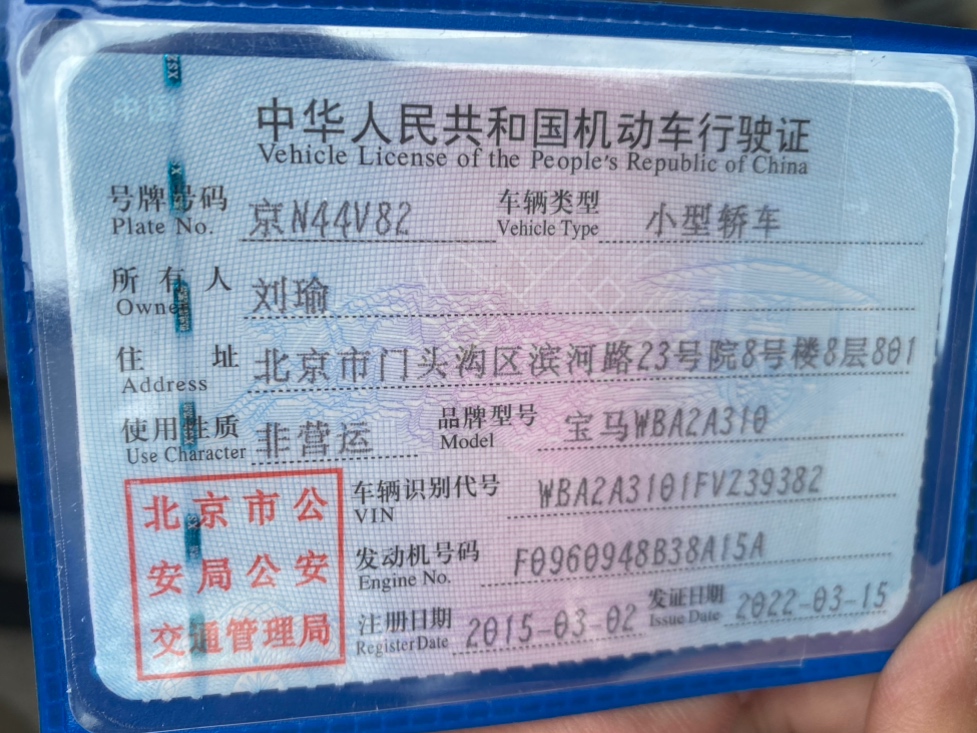 中华人民共和国机动车行驶证
Vehicle License of the People's Republic of China
号牌号码 京N44V82 车辆类型 小型轿车
Plate No. Vehicle Type
所有人 刘瑜
Owner
住址 北京市门头沟区滨河路23号院8号楼8层801
Address
使用性质 非营运 品牌型号 宝马WBA2A310
Use Character Model
车辆识别代号 WBA2A3101FV239382
VIN
发动机号码 F0960948B38A15A
Engine No.
注册日期 2015-03-02 发证日期 2022-03-15
Register Date Issue Date
北京市公
安局公安
交通管理局